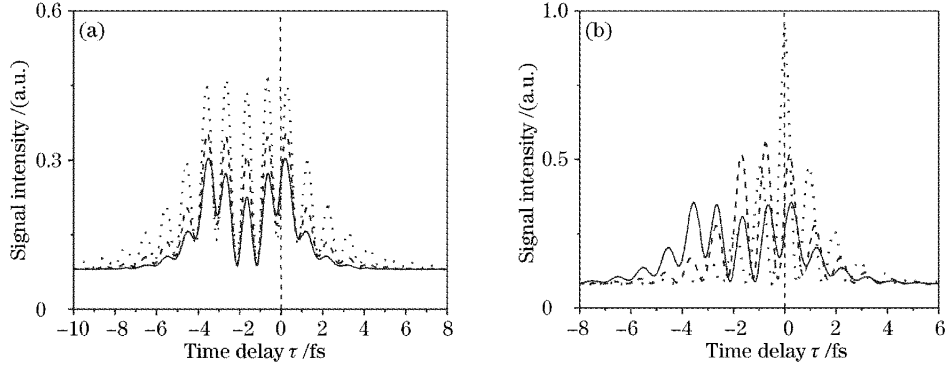 (a)
0.6
0.3
0
Signal intensity /(a.u.)
-10 -8 -6 -4 -2 0 2 4 6 8
Time delay τ /fs
(b)
1.0
0.5
0
Signal intensity /(a.u.)
-8 -6 -4 -2 0 2 4 6
Time delay τ /fs